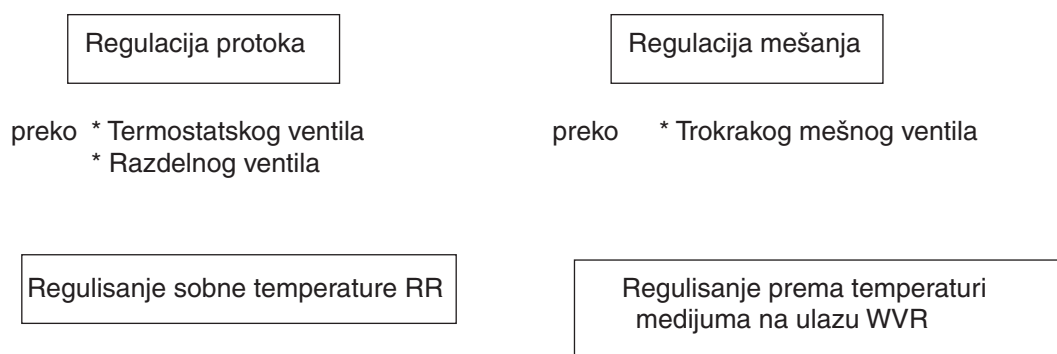 Regulacija protoka
preko * Termostatskog ventila
* Razdelnog ventila
Regulacija mešanja
preko * Trokrakog mešnog ventila
Regulisanje sobne temperature RR
Regulisanje prema temperaturi
medijuma na ulazu WVR